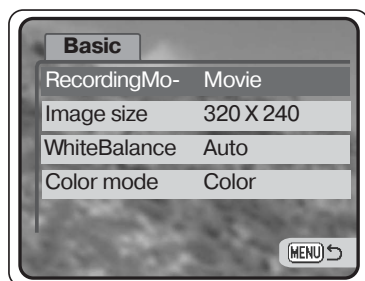 Basic
RecordingMo- Movie
Image size 320 X 240
WhiteBalance Auto
Color mode Color
MENU